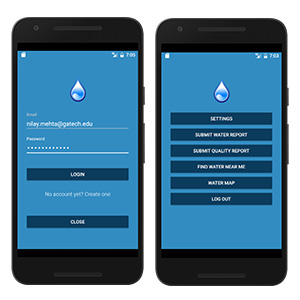 7:05
Email
nilay.mehta@gatech.edu
Password
LOGIN
No account yet? Create one
CLOSE
7:03
SETTINGS
SUBMIT WATER REPORT
SUBMIT QUALITY REPORT
FIND WATER NEAR ME
WATER MAP
LOG OUT